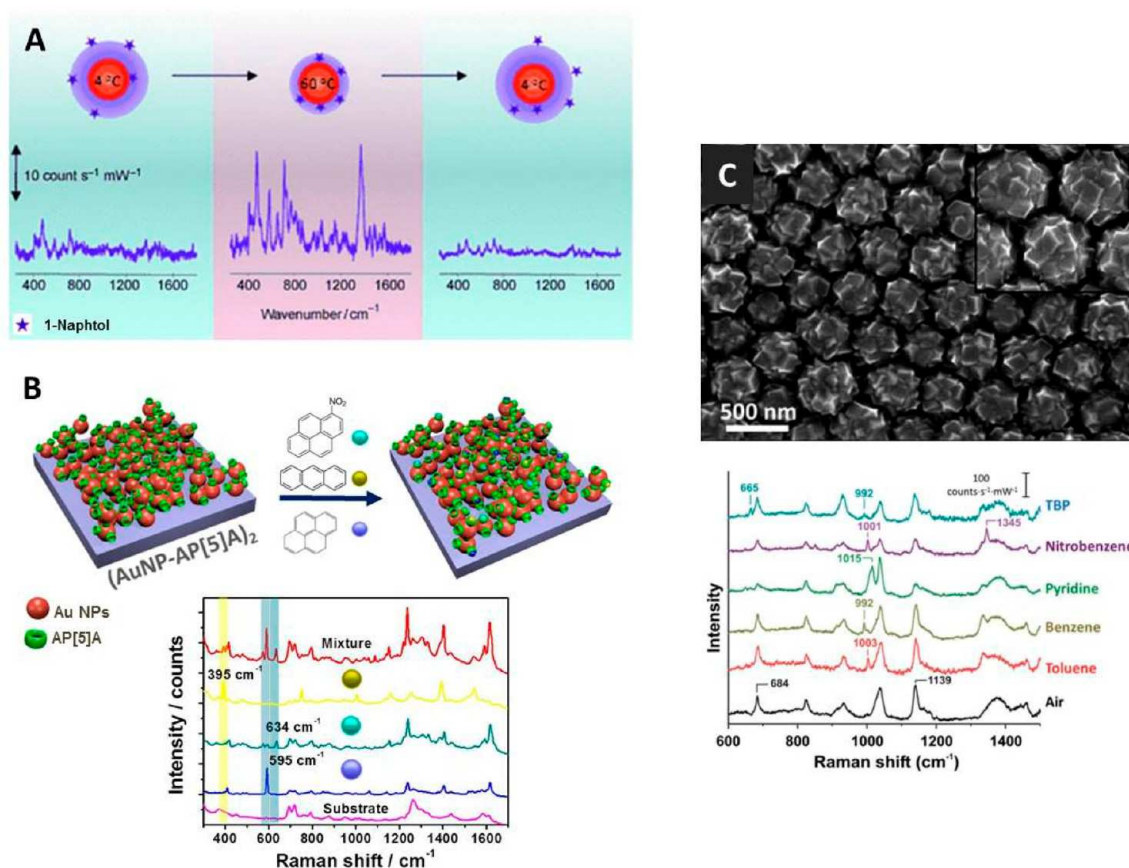 A
4 °C
60 °C
4 °C
10 count s⁻¹ mW⁻¹
400 800 1200 1600
400 800 1200 1600
400 800 1200 1600
Wavenumber / cm⁻¹
1-Naphtol
B
NO₂
(AuNP-AP[5]A)₂
Au NPs
AP[5]A
Intensity / counts
Mixture
395 cm⁻¹
634 cm⁻¹
595 cm⁻¹
Substrate
400 600 800 1000 1200 1400 1600
Raman shift / cm⁻¹
C
500 nm
100
counts·s⁻¹·mW⁻¹
665
992
TBP
1001
1345
Nitrobenzene
1015
Pyridine
992
Benzene
1003
Toluene
684
1139
Air
Intensity
600 800 1000 1200 1400
Raman shift (cm⁻¹)